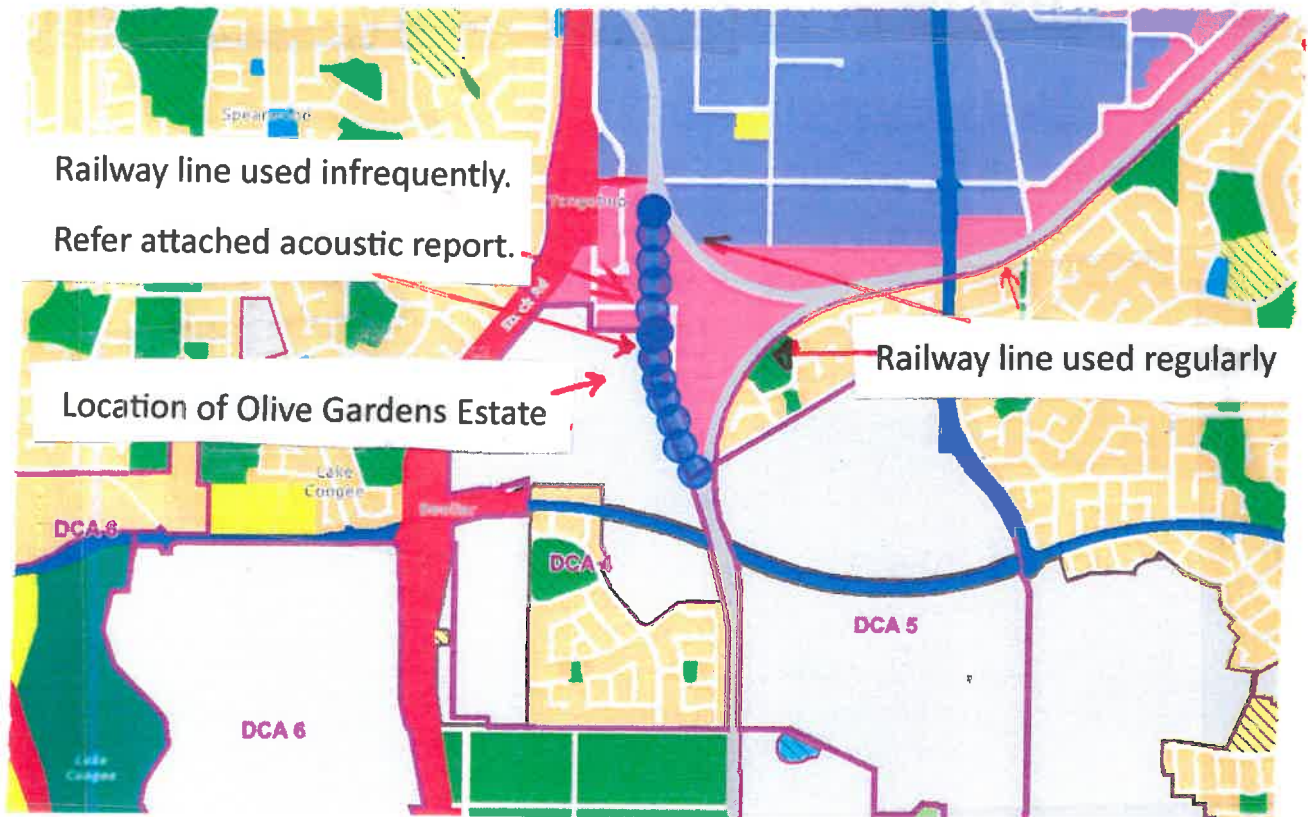 Railway line used infrequently.
Refer attached acoustic report.
Railway line used regularly
Location of Olive Gardens Estate
Lake
Coogee
DCA 6
DCA 4
DCA 5
DCA 6
Lake
Coogee